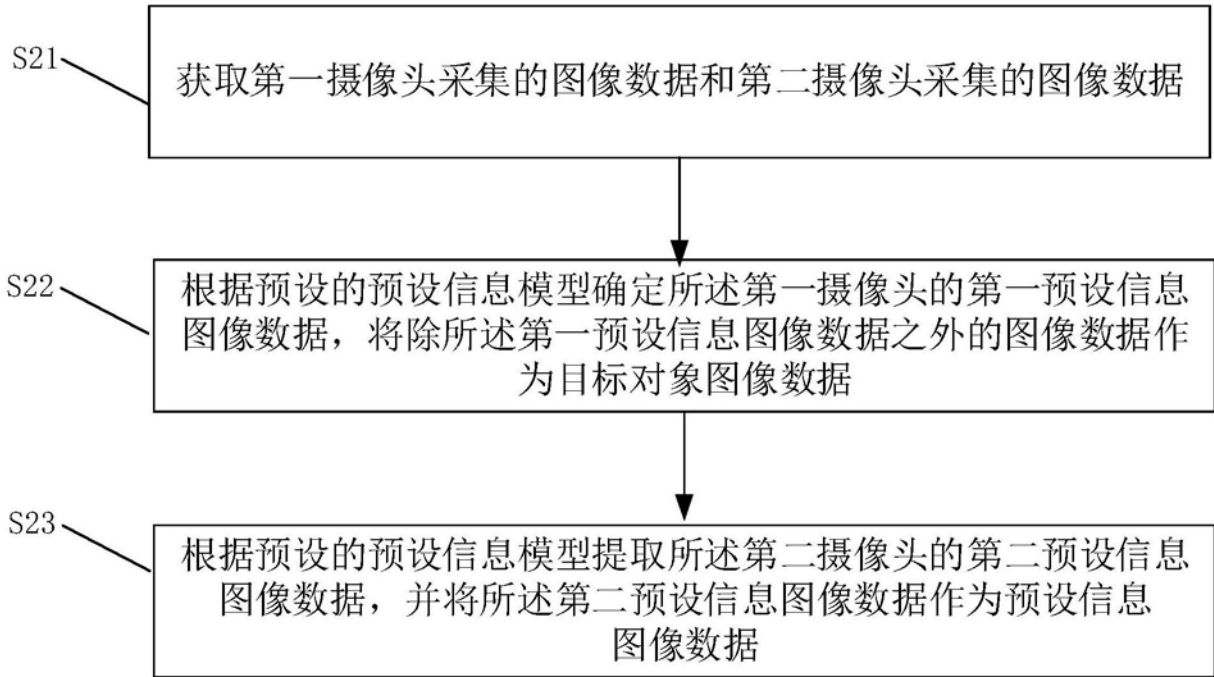 S21
获取第一摄像头采集的图像数据和第二摄像头采集的图像数据
S22
根据预设的预设信息模型确定所述第一摄像头的第一预设信息
图像数据，将除所述第一预设信息图像数据之外的图像数据作
为目标对象图像数据
S23
根据预设的预设信息模型提取所述第二摄像头的第二预设信息
图像数据，并将所述第二预设信息图像数据作为预设信息
图像数据